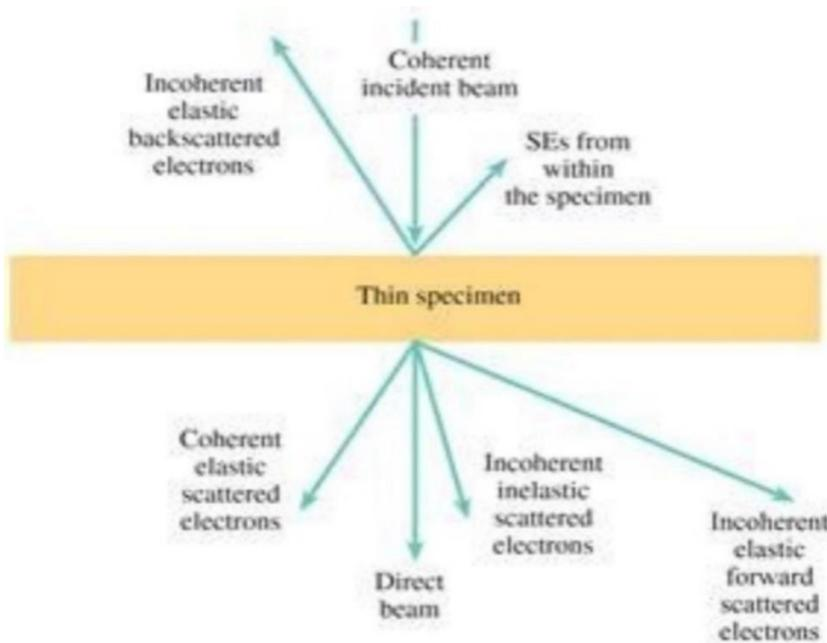 Coherent
incident beam
Incoherent
elastic
backscattered
electrons
SEs from
within
the specimen
Thin specimen
Coherent
elastic
scattered
electrons
Incoherent
inelastic
scattered
electrons
Direct
beam
Incoherent
elastic
forward
scattered
electrons